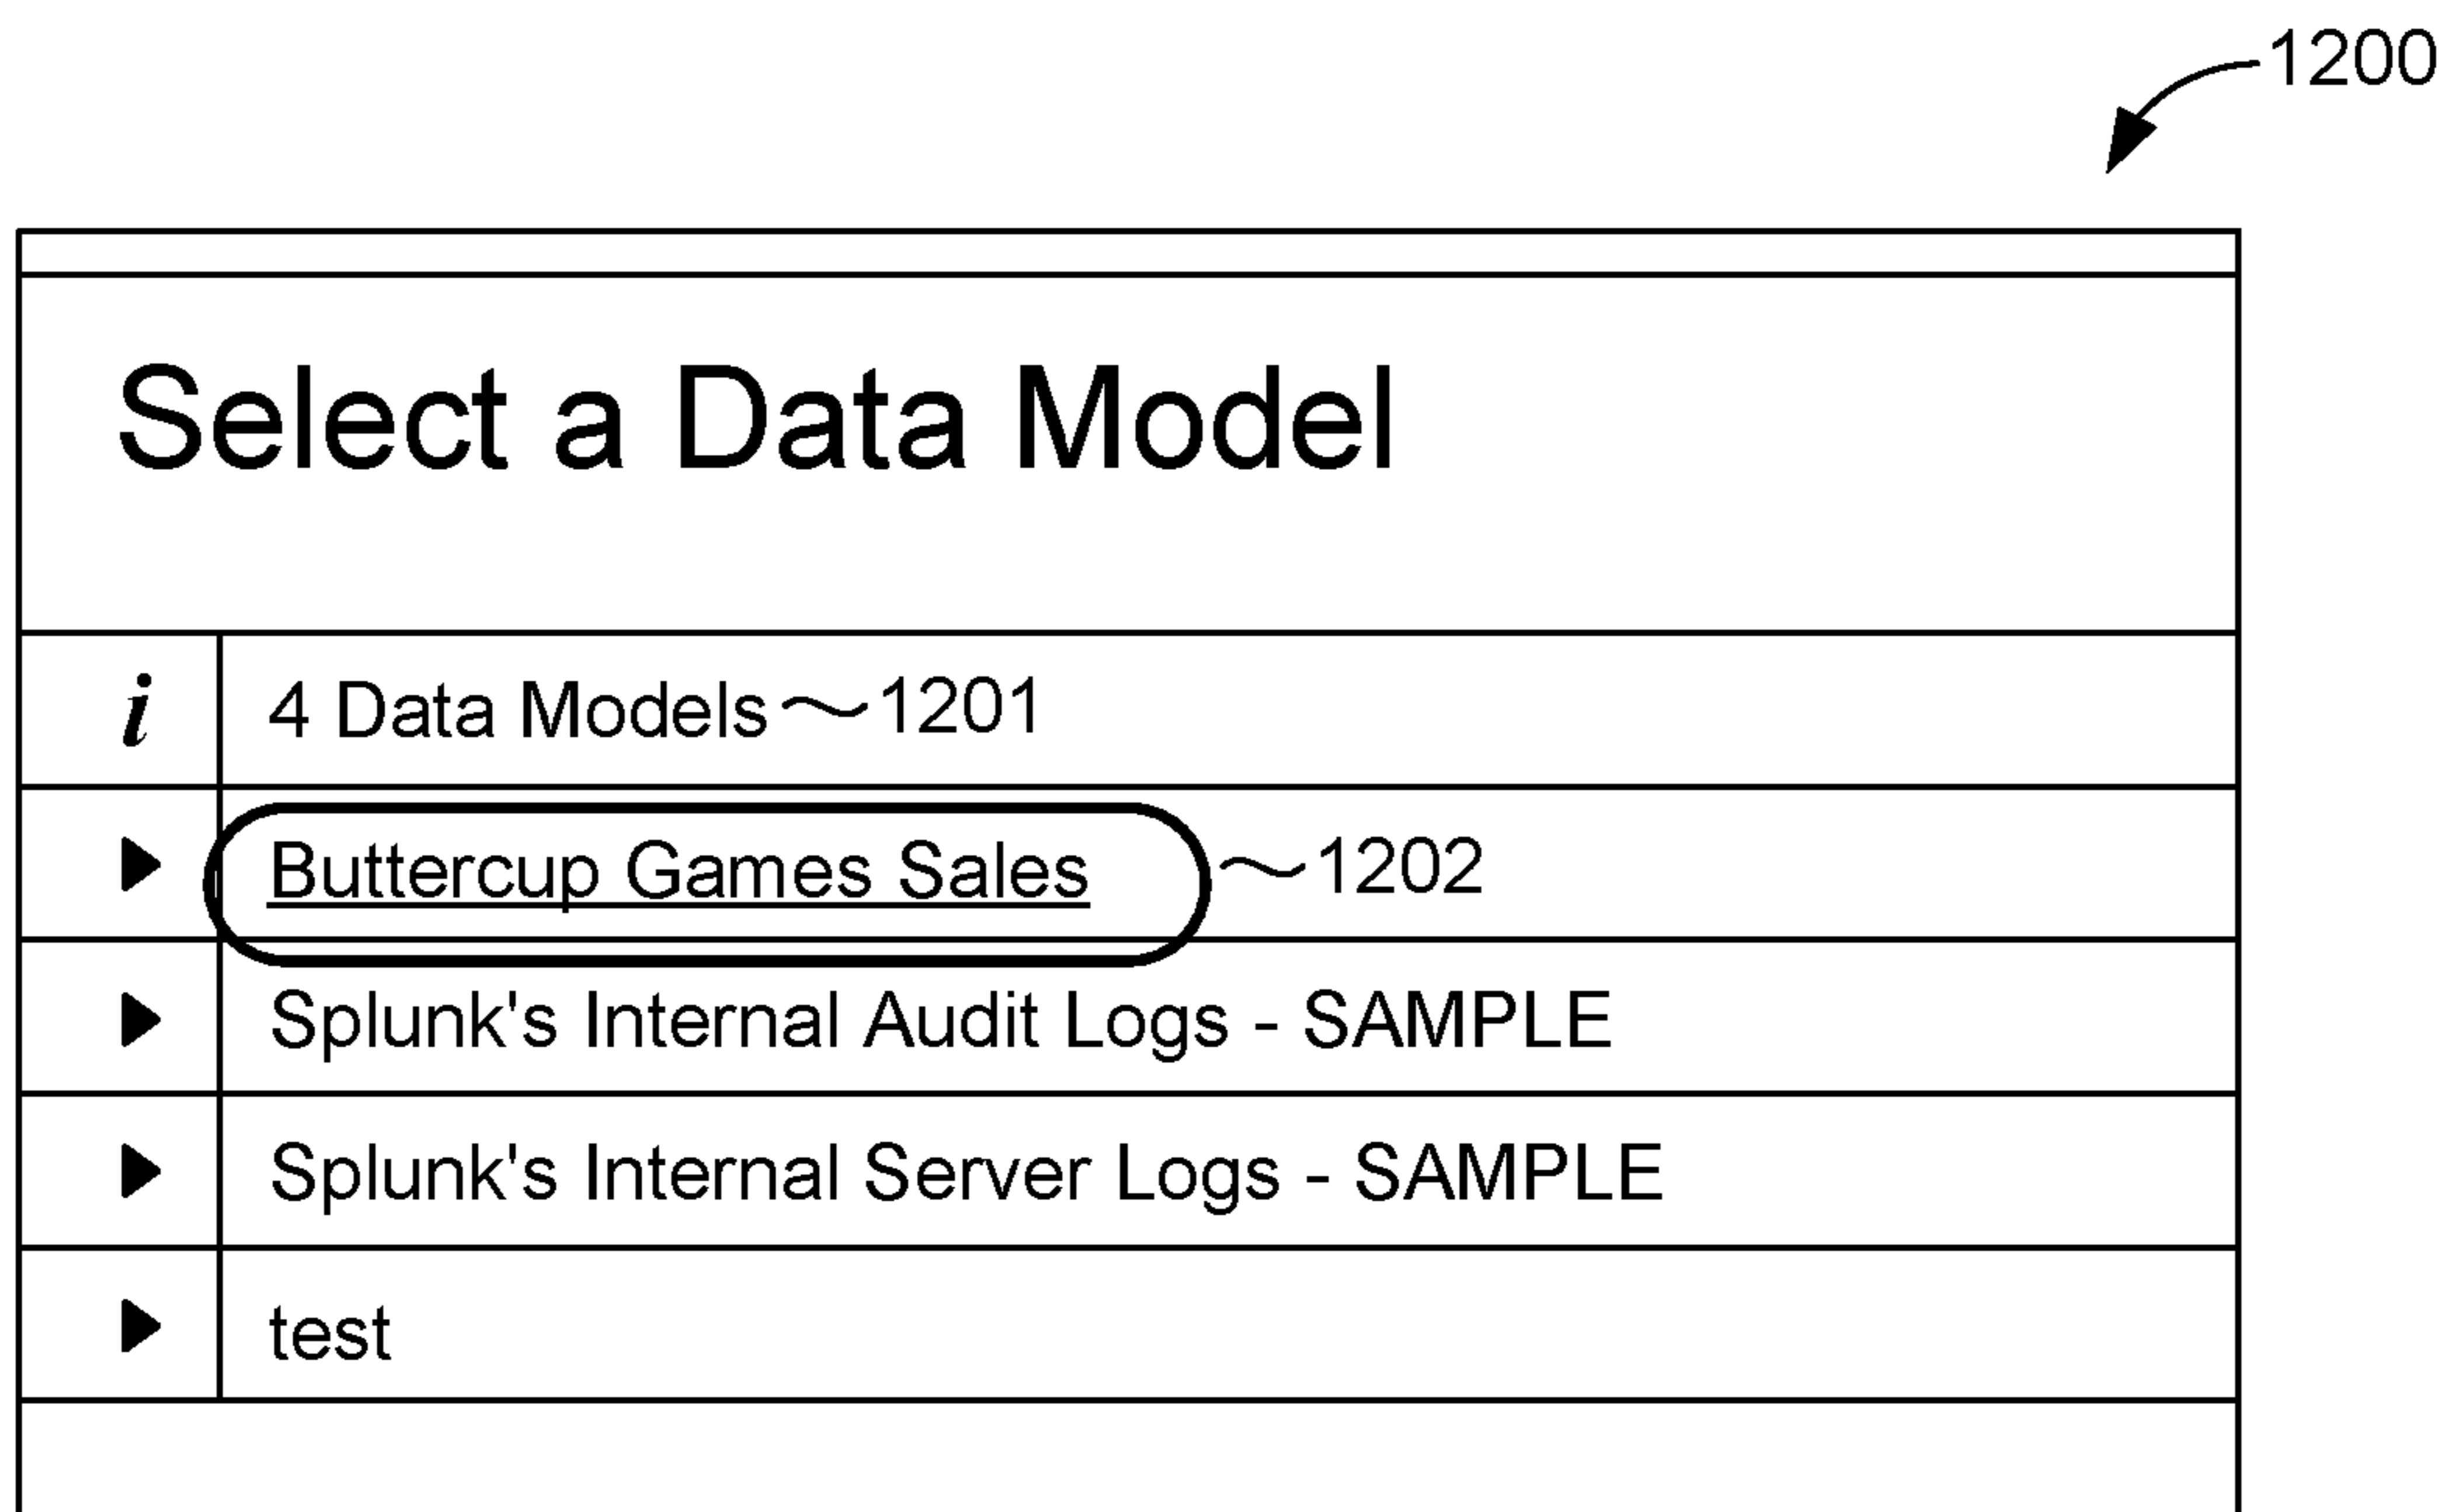 1200
Select a Data Model
i 4 Data Models 1201
Buttercup Games Sales 1202
Splunk's Internal Audit Logs - SAMPLE
Splunk's Internal Server Logs - SAMPLE
test